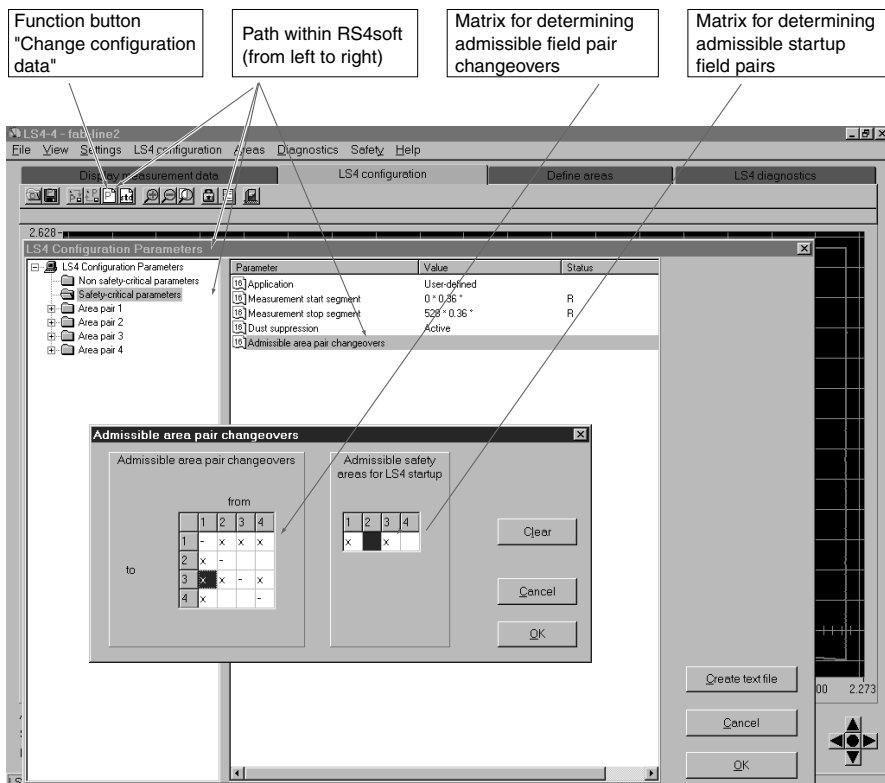 Function button
"Change configuration
data"
Path within RS4soft
(from left to right)
Matrix for determining
admissible field pair
changeovers
Matrix for determining
admissible startup
field pairs
LS4-4 - fab-line2
File View Settings LS4 configuration Areas Diagnostics Safety Help
Display measurement data LS4 configuration Define areas LS4 diagnostics
2.628
LS4 Configuration Parameters
LS4 Configuration Parameters
Non safety-critical parameters
Safety-critical parameters
Area pair 1
Area pair 2
Area pair 3
Area pair 4
Parameter Value Status
Application User-defined
Measurement start segment 0 * 0.36 ° R
Measurement stop segment 528 * 0.36 ° R
Dust suppression Active
Admissible area pair changeovers
Admissible area pair changeovers
Admissible area pair changeovers
from
1 2 3 4
1 - x x x
to
2 x -
3 x x - x
4 x -
Admissible safety
areas for LS4 startup
1 2 3 4
x x
Clear
Cancel
OK
Create text file
00 2.273
Cancel
OK